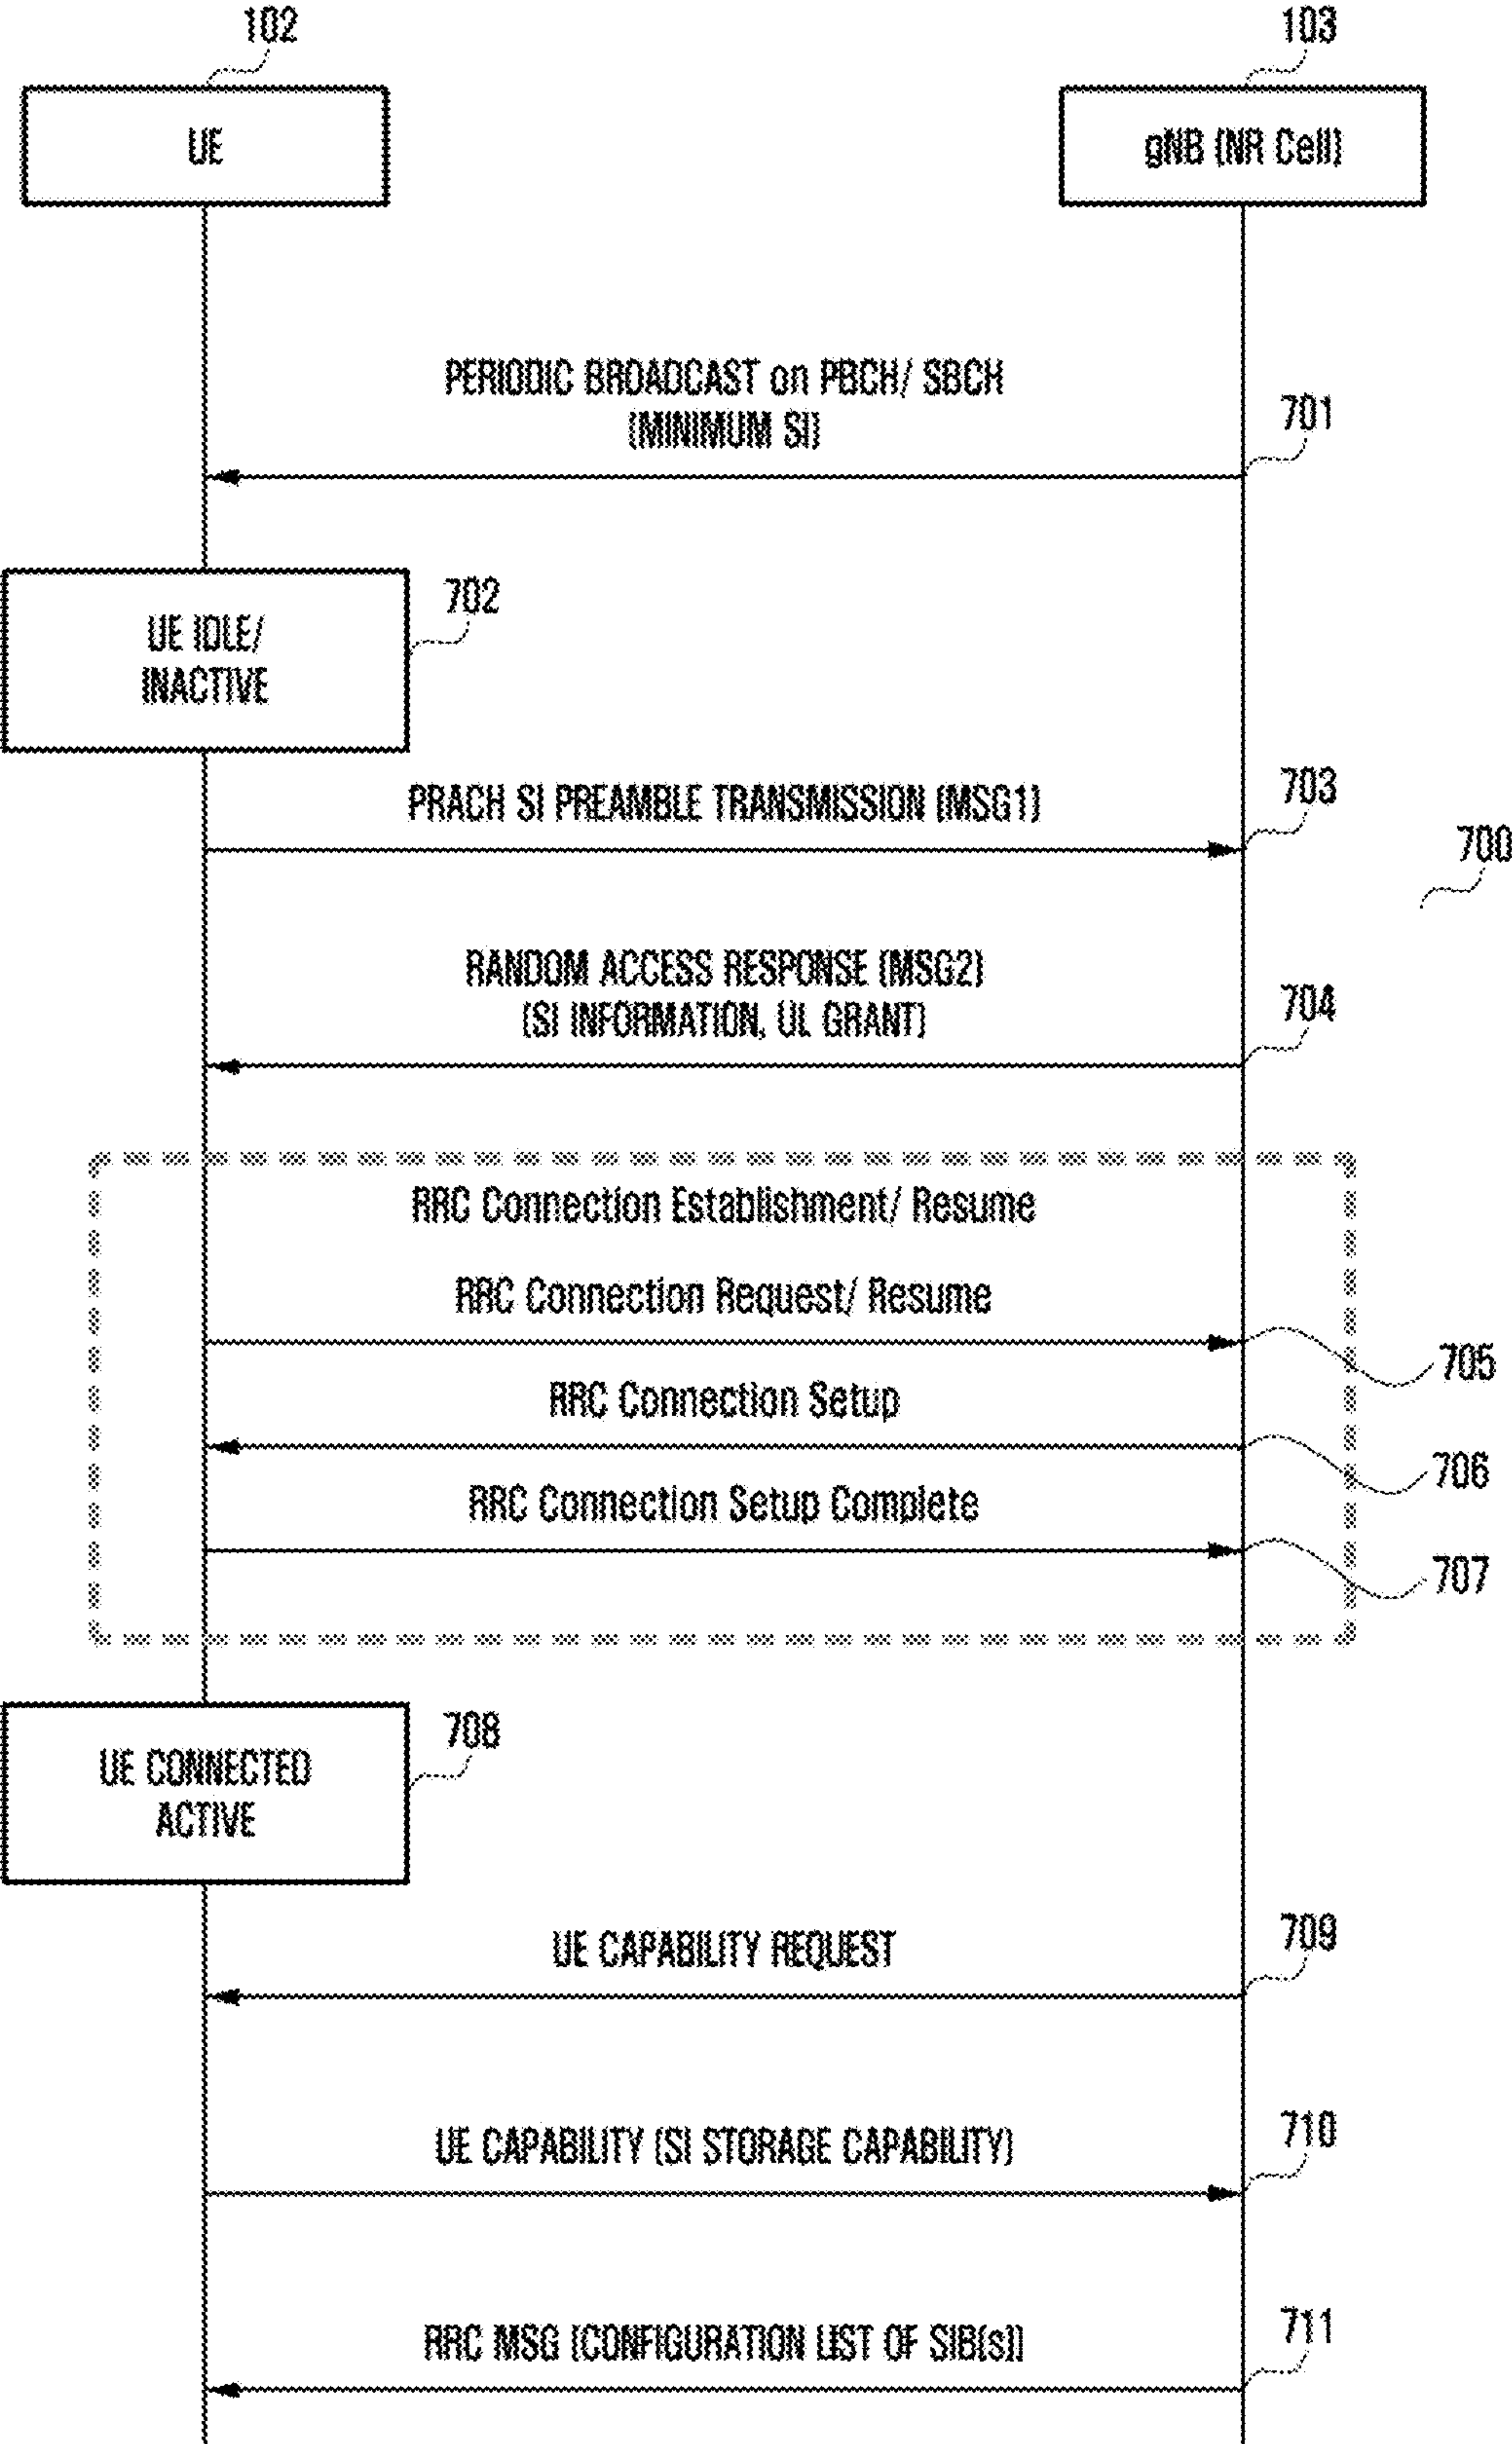 102
103
UE
gNB (NR Cell)
PERIODIC BROADCAST on PBCH/ SBCH
(MINIMUM SI)
701
UE IDLE/
INACTIVE
702
PRACH SI PREAMBLE TRANSMISSION (MSG1)
703
700
RANDOM ACCESS RESPONSE (MSG2)
(SI INFORMATION, UL GRANT)
704
RRC Connection Establishment/ Resume
RRC Connection Request/ Resume
705
RRC Connection Setup
706
RRC Connection Setup Complete
707
UE CONNECTED
ACTIVE
708
UE CAPABILITY REQUEST
709
UE CAPABILITY (SI STORAGE CAPABILITY)
710
RRC MSG (CONFIGURATION LIST OF SIB(s))
711